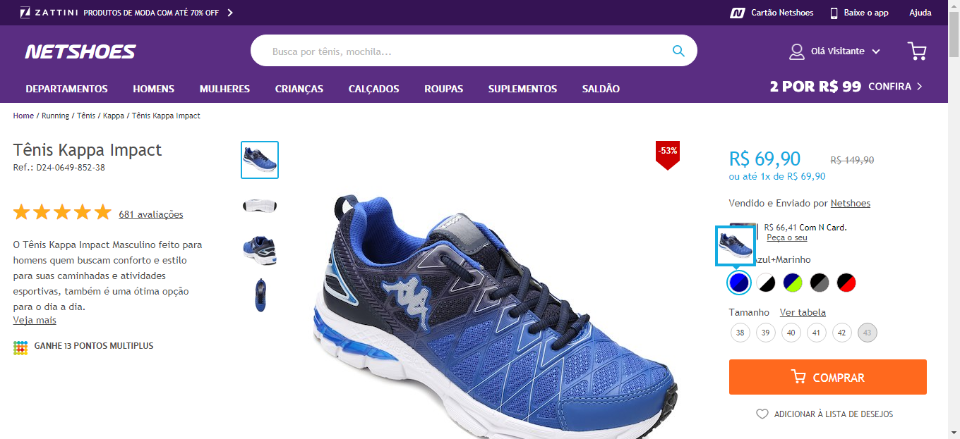 ZATTINI PRODUTOS DE MODA COM ATÉ 70% OFF
Cartão Netshoes
Baixe o app
Ajuda
NETSHOES
Busca por tênis, mochila...
Olá Visitante
DEPARTAMENTOS HOMENS MULHERES CRIANÇAS CALÇADOS ROUPAS SUPLEMENTOS SALDÃO
2 POR R$ 99 CONFIRA
Home / Running / Tênis / Kappa / Tênis Kappa Impact
Tênis Kappa Impact
Ref.: D24-0649-852-38
681 avaliações
O Tênis Kappa Impact Masculino feito para
homens quem buscam conforto e estilo
para suas caminhadas e atividades
esportivas, também é uma ótima opção
para o dia a dia.
Veja mais
GANHE 13 PONTOS MULTIPLUS
-53%
R$ 69,90 R$ 149,90
ou até 1x de R$ 69,90
Vendido e Enviado por Netshoes
R$ 66,41 Com N Card.
Peça o seu
Azul+Marinho
Tamanho Ver tabela
38 39 40 41 42 43
COMPRAR
ADICIONAR À LISTA DE DESEJOS